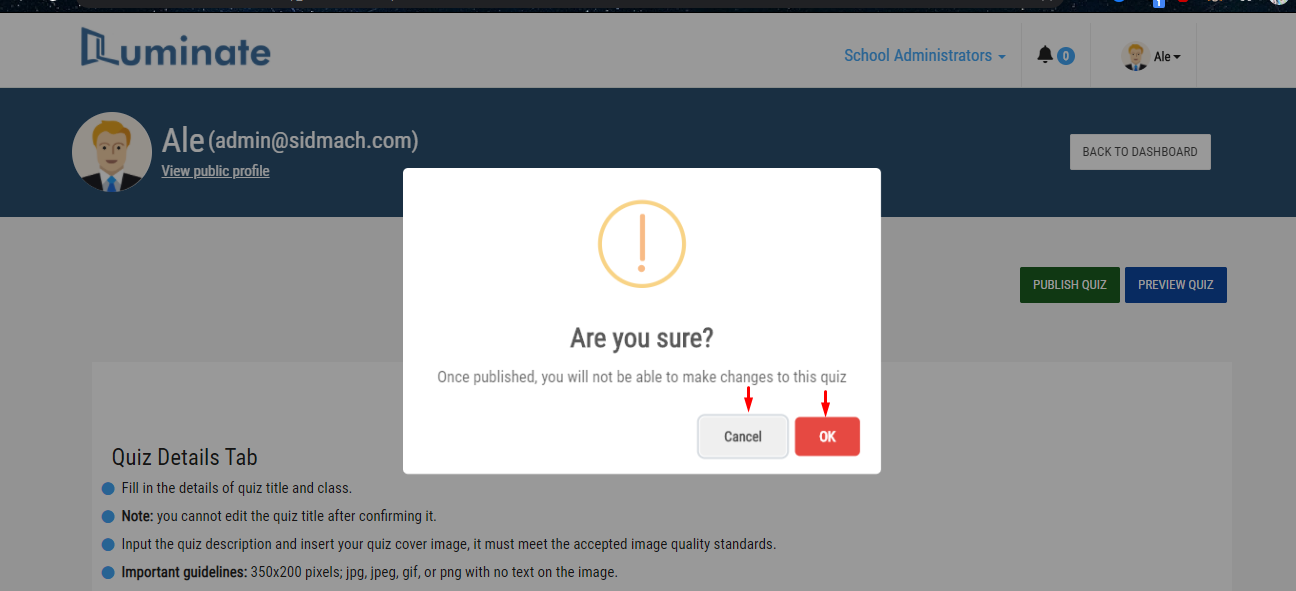 Luminate
School Administrators
0
Ale
Ale (admin@sidmach.com)
View public profile
BACK TO DASHBOARD
PUBLISH QUIZ
PREVIEW QUIZ
Are you sure?
Once published, you will not be able to make changes to this quiz
Cancel
OK
Quiz Details Tab
Fill in the details of quiz title and class.
Note: you cannot edit the quiz title after confirming it.
Input the quiz description and insert your quiz cover image, it must meet the accepted image quality standards.
Important guidelines: 350x200 pixels; jpg, jpeg, gif, or png with no text on the image.